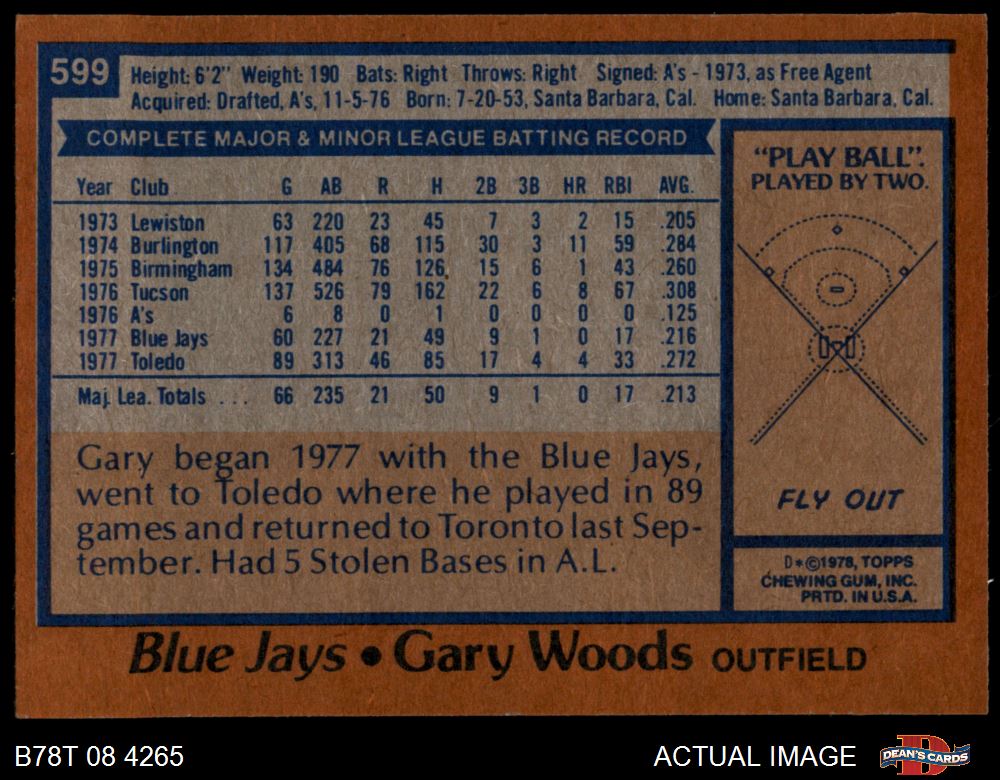 599
Height: 6'2" Weight: 190 Bats: Right Throws: Right Signed: A's - 1973, as Free Agent
Acquired: Drafted, A's, 11-5-76 Born: 7-20-53, Santa Barbara, Cal. Home: Santa Barbara, Cal.
COMPLETE MAJOR & MINOR LEAGUE BATTING RECORD
Year Club G AB R H 2B 3B HR RBI AVG.
1973 Lewiston 63 220 23 45 7 3 2 15 .205
1974 Burlington 117 405 68 115 30 3 11 59 .284
1975 Birmingham 134 484 76 126 15 6 1 43 .260
1976 Tucson 137 526 79 162 22 6 8 67 .308
1976 A's 6 8 0 1 0 0 0 0 .125
1977 Blue Jays 60 227 21 49 9 1 0 17 .216
1977 Toledo 89 313 46 85 17 4 4 33 .272
Maj. Lea. Totals ... 66 235 21 50 9 1 0 17 .213
Gary began 1977 with the Blue Jays,
went to Toledo where he played in 89
games and returned to Toronto last Sep-
tember. Had 5 Stolen Bases in A.L.
"PLAY BALL".
PLAYED BY TWO.
FLY OUT
D*©1978, TOPPS
CHEWING GUM, INC.
PRTD. IN U.S.A.
Blue Jays • Gary Woods OUTFIELD
B78T 08 4265
ACTUAL IMAGE
D
DEAN'S CARDS